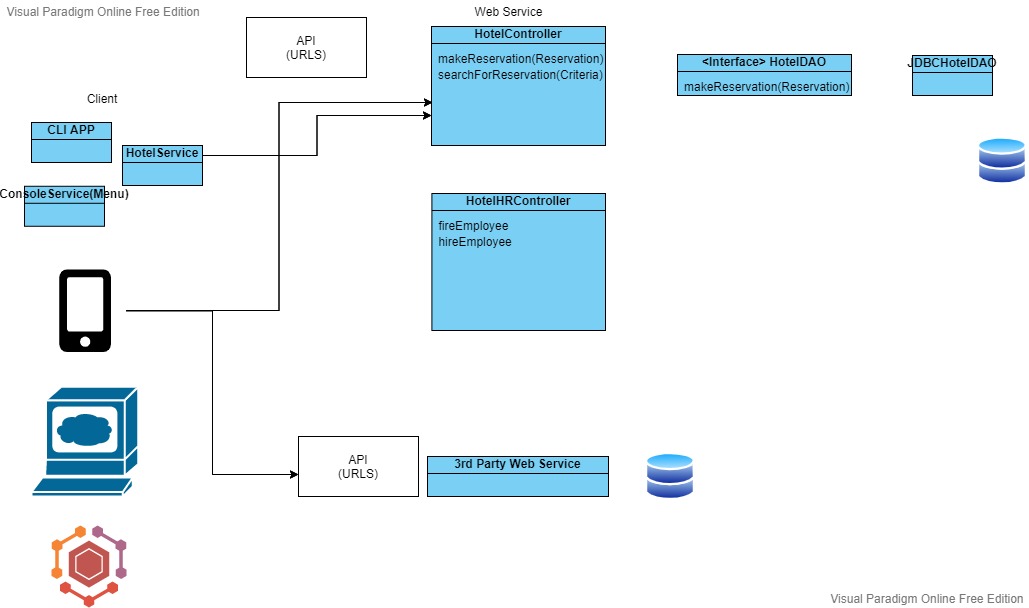 Visual Paradigm Online Free Edition
Web Service
API
(URLS)
HotelController
makeReservation(Reservation)
searchForReservation(Criteria)
<Interface> HotelDAO
makeReservation(Reservation)
JDBCHotelDAO
Client
CLI APP
HotelService
ConsoleService(Menu)
HotelHRController
fireEmployee
hireEmployee
API
(URLS)
3rd Party Web Service
Visual Paradigm Online Free Edition